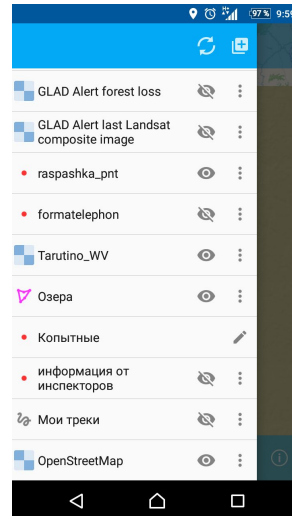 97% 9:59
GLAD Alert forest loss
GLAD Alert last Landsat
composite image
raspashka_pnt
formatelephon
Tarutino_WV
Озера
Копытные
информация от
инспекторов
Мои треки
OpenStreetMap